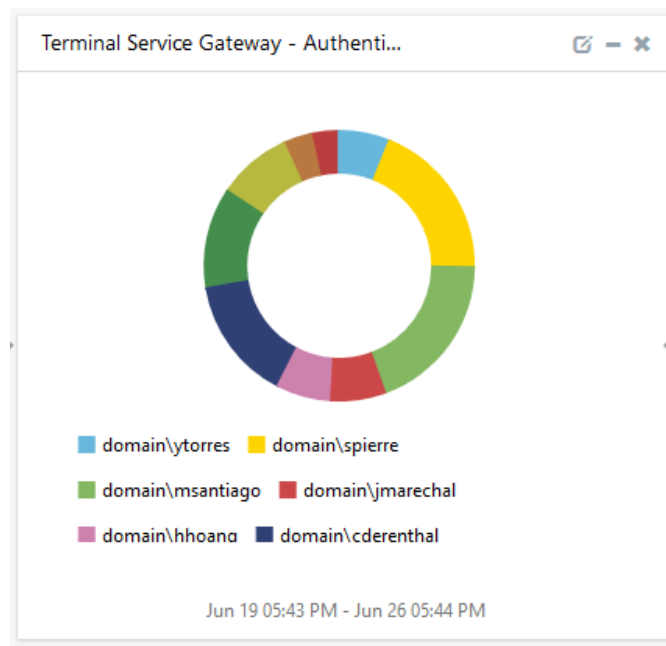 Terminal Service Gateway - Authenti...
domain\ytorres domain\spierre
domain\msantiago domain\jmarechal
domain\hhoang domain\cderenthal
Jun 19 05:43 PM - Jun 26 05:44 PM